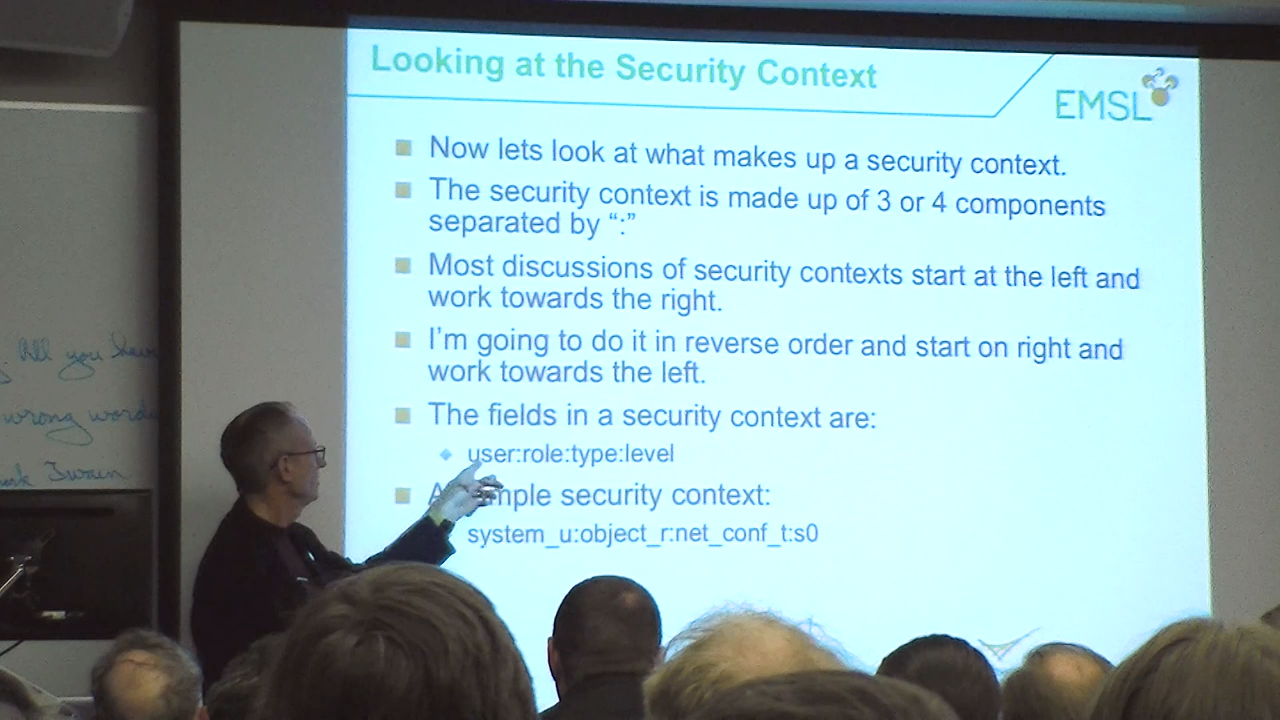 Looking at the Security Context
EMSL
Now lets look at what makes up a security context.
The security context is made up of 3 or 4 components
separated by “:”
Most discussions of security contexts start at the left and
work towards the right.
I’m going to do it in reverse order and start on right and
work towards the left.
The fields in a security context are:
user:role:type:level
security context:
system_u:object_r:net_conf_t:s0
All you have
wrong words
Twain